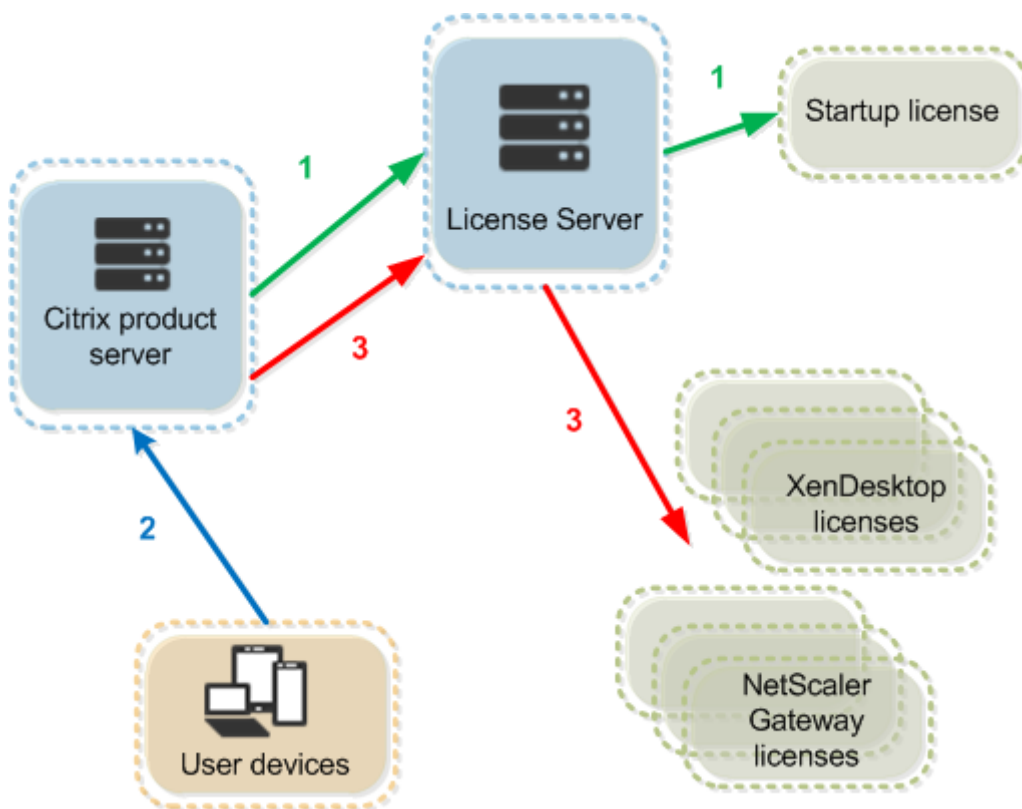 1
Startup license
1
License Server
Citrix product
server
3
3
XenDesktop
licenses
2
NetScaler
Gateway
licenses
User devices